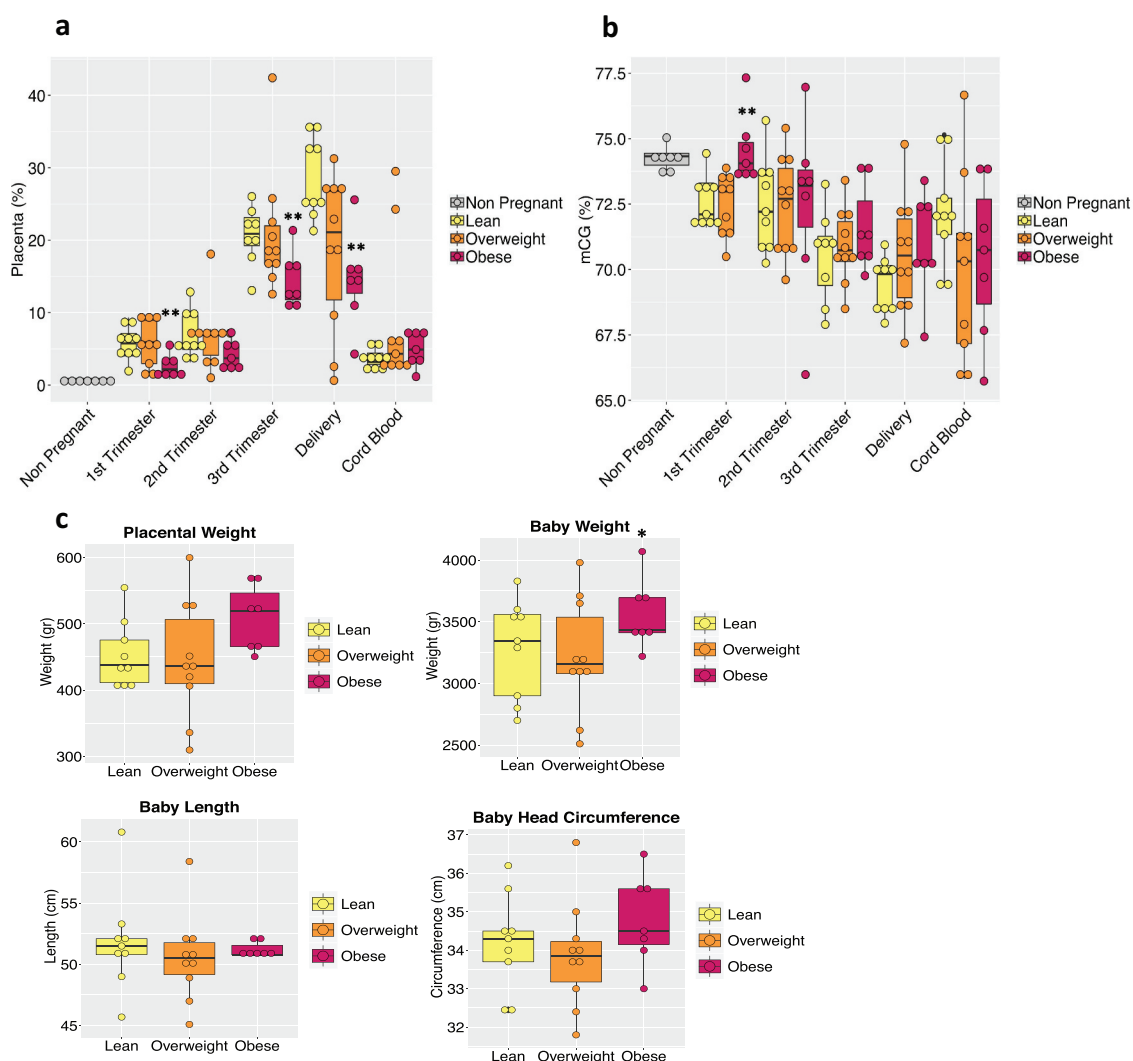 a
40
30
20
10
0
Placenta (%)
**
**
**
Non Pregnant
1st Trimester
2nd Trimester
3rd Trimester
Delivery
Cord Blood
Non Pregnant
Lean
Overweight
Obese
b
77.5
75.0
72.5
70.0
67.5
65.0
mCG (%)
**
Non Pregnant
1st Trimester
2nd Trimester
3rd Trimester
Delivery
Cord Blood
Non Pregnant
Lean
Overweight
Obese
c
Placental Weight
600
500
400
300
Weight (gr)
Lean Overweight Obese
Lean
Overweight
Obese
Baby Weight
*
4000
3500
3000
2500
Weight (gr)
Lean Overweight Obese
Lean
Overweight
Obese
Baby Length
60
55
50
45
Length (cm)
Lean Overweight Obese
Lean
Overweight
Obese
Baby Head Circumference
37
36
35
34
33
32
Circumference (cm)
Lean Overweight Obese
Lean
Overweight
Obese